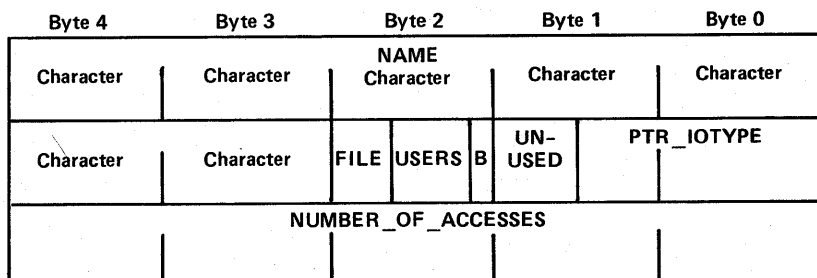 Byte 4 Byte 3 Byte 2 Byte 1 Byte 0
NAME
Character Character Character Character Character
Character Character FILE USERS B UN-
USED PTR_IOTYPE
NUMBER_OF_ACCESSES